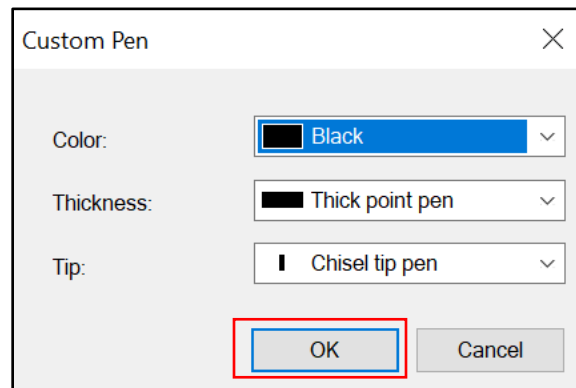 Custom Pen
Color: Black
Thickness: Thick point pen
Tip: Chisel tip pen
OK Cancel